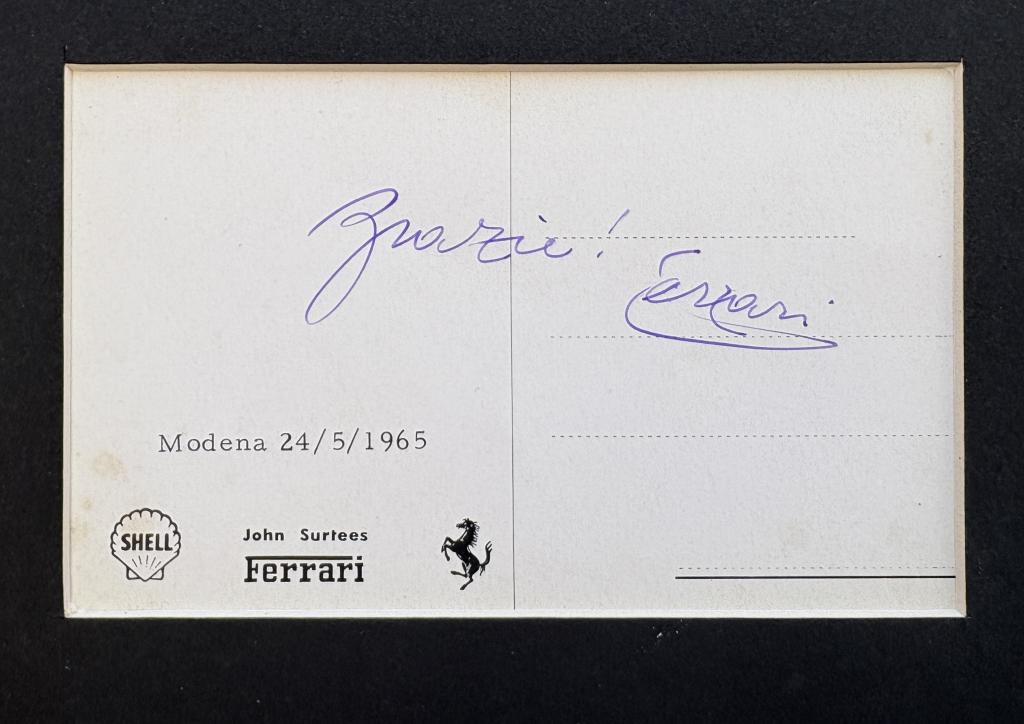 Grazie!
Ferrari
Modena 24/5/1965
SHELL
John Surtees
Ferrari